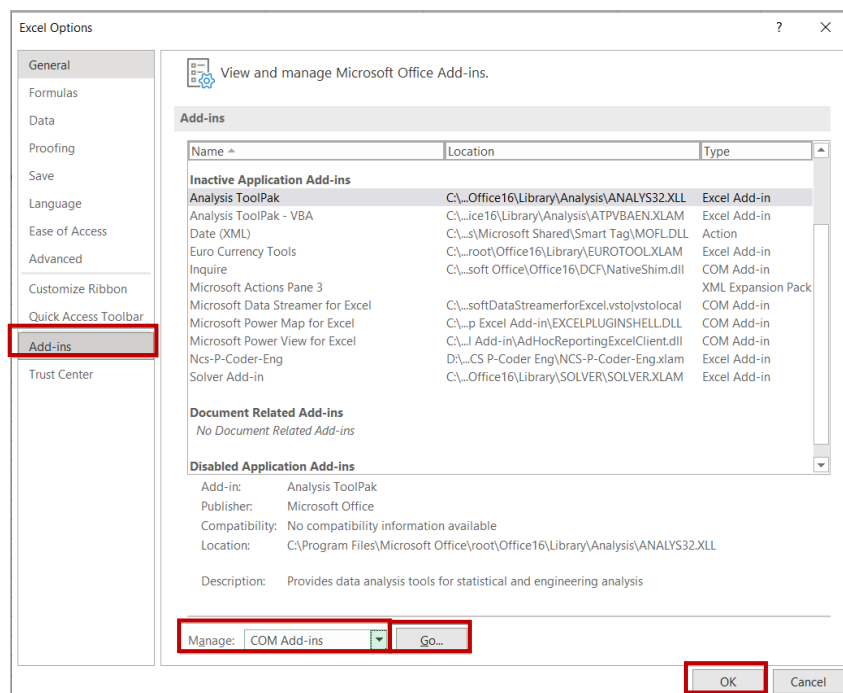 Excel Options ? ×
General
Formulas
Data
Proofing
Save
Language
Ease of Access
Advanced
Customize Ribbon
Quick Access Toolbar
Add-ins
Trust Center
View and manage Microsoft Office Add-ins.
Add-ins
Name Location Type
Inactive Application Add-ins
Analysis ToolPak C:\...Office16\Library\Analysis\ANALYS32.XLL Excel Add-in
Analysis ToolPak - VBA C:\...ice16\Library\Analysis\ATPVBAEN.XLAM Excel Add-in
Date (XML) C:\...s\Microsoft Shared\Smart Tag\MOFL.DLL Action
Euro Currency Tools C:\...root\Office16\Library\EUROTOOL.XLAM Excel Add-in
Inquire C:\...soft Office\Office16\DCF\NativeShim.dll COM Add-in
Microsoft Actions Pane 3 XML Expansion Pack
Microsoft Data Streamer for Excel C:\...softDataStreamerforExcel.vsto|vstolocal COM Add-in
Microsoft Power Map for Excel C:\...p Excel Add-in\EXCELPLUGINSHELL.DLL COM Add-in
Microsoft Power View for Excel C:\...l Add-in\AdHocReportingExcelClient.dll COM Add-in
Ncs-P-Coder-Eng D:\...CS P-Coder Eng\NCS-P-Coder-Eng.xlam Excel Add-in
Solver Add-in C:\...Office16\Library\SOLVER\SOLVER.XLAM Excel Add-in
Document Related Add-ins
No Document Related Add-ins
Disabled Application Add-ins
Add-in: Analysis ToolPak
Publisher: Microsoft Office
Compatibility: No compatibility information available
Location: C:\Program Files\Microsoft Office\root\Office16\Library\Analysis\ANALYS32.XLL
Description: Provides data analysis tools for statistical and engineering analysis
Manage: COM Add-ins Go...
OK Cancel